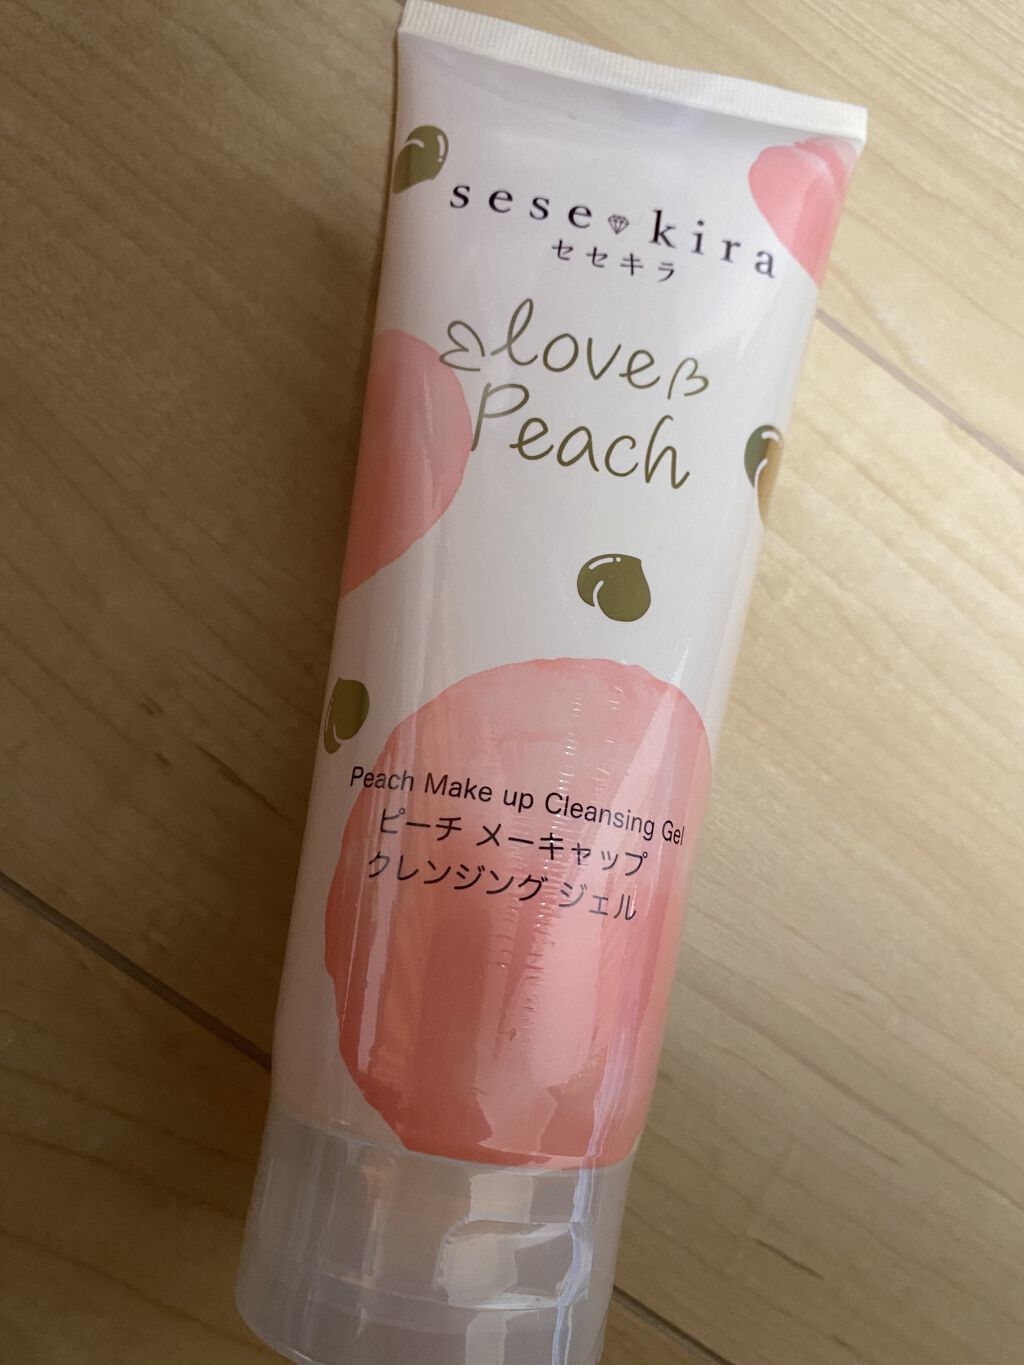 sese kira
セセキラ
love
Peach
Peach Make up Cleansing Gel
ピーチ メーキャップ
クレンジング ジェル